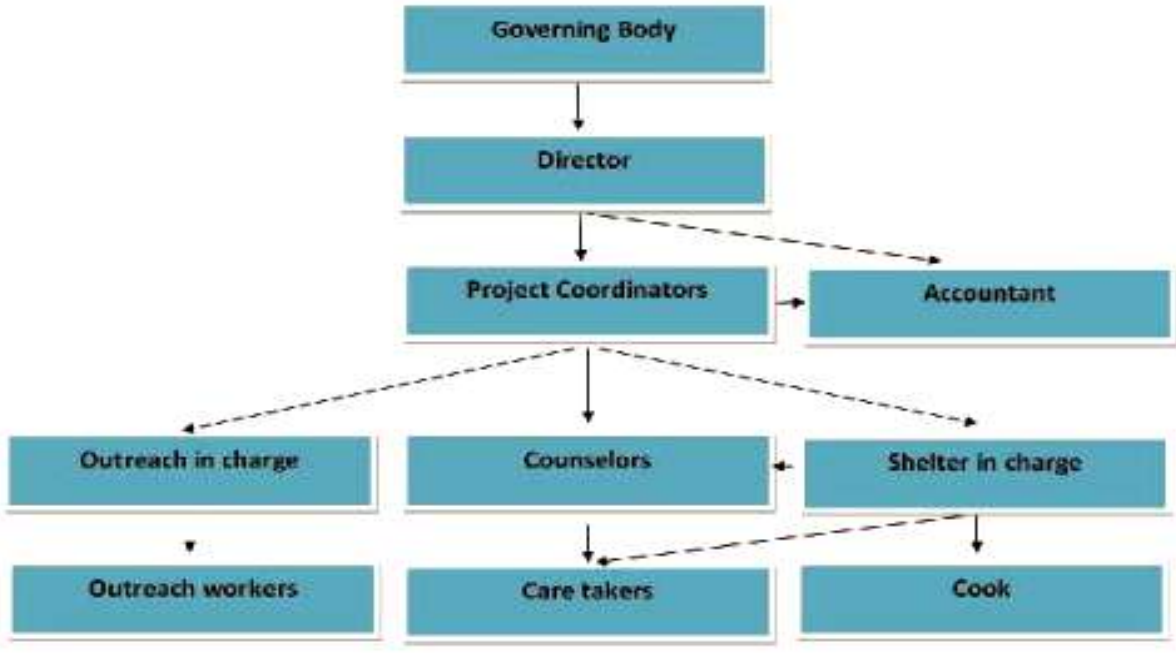 Governing Body
Director
Project Coordinators
Accountant
Outreach in charge
Counselors
Shelter in charge
Outreach workers
Care takers
Cook